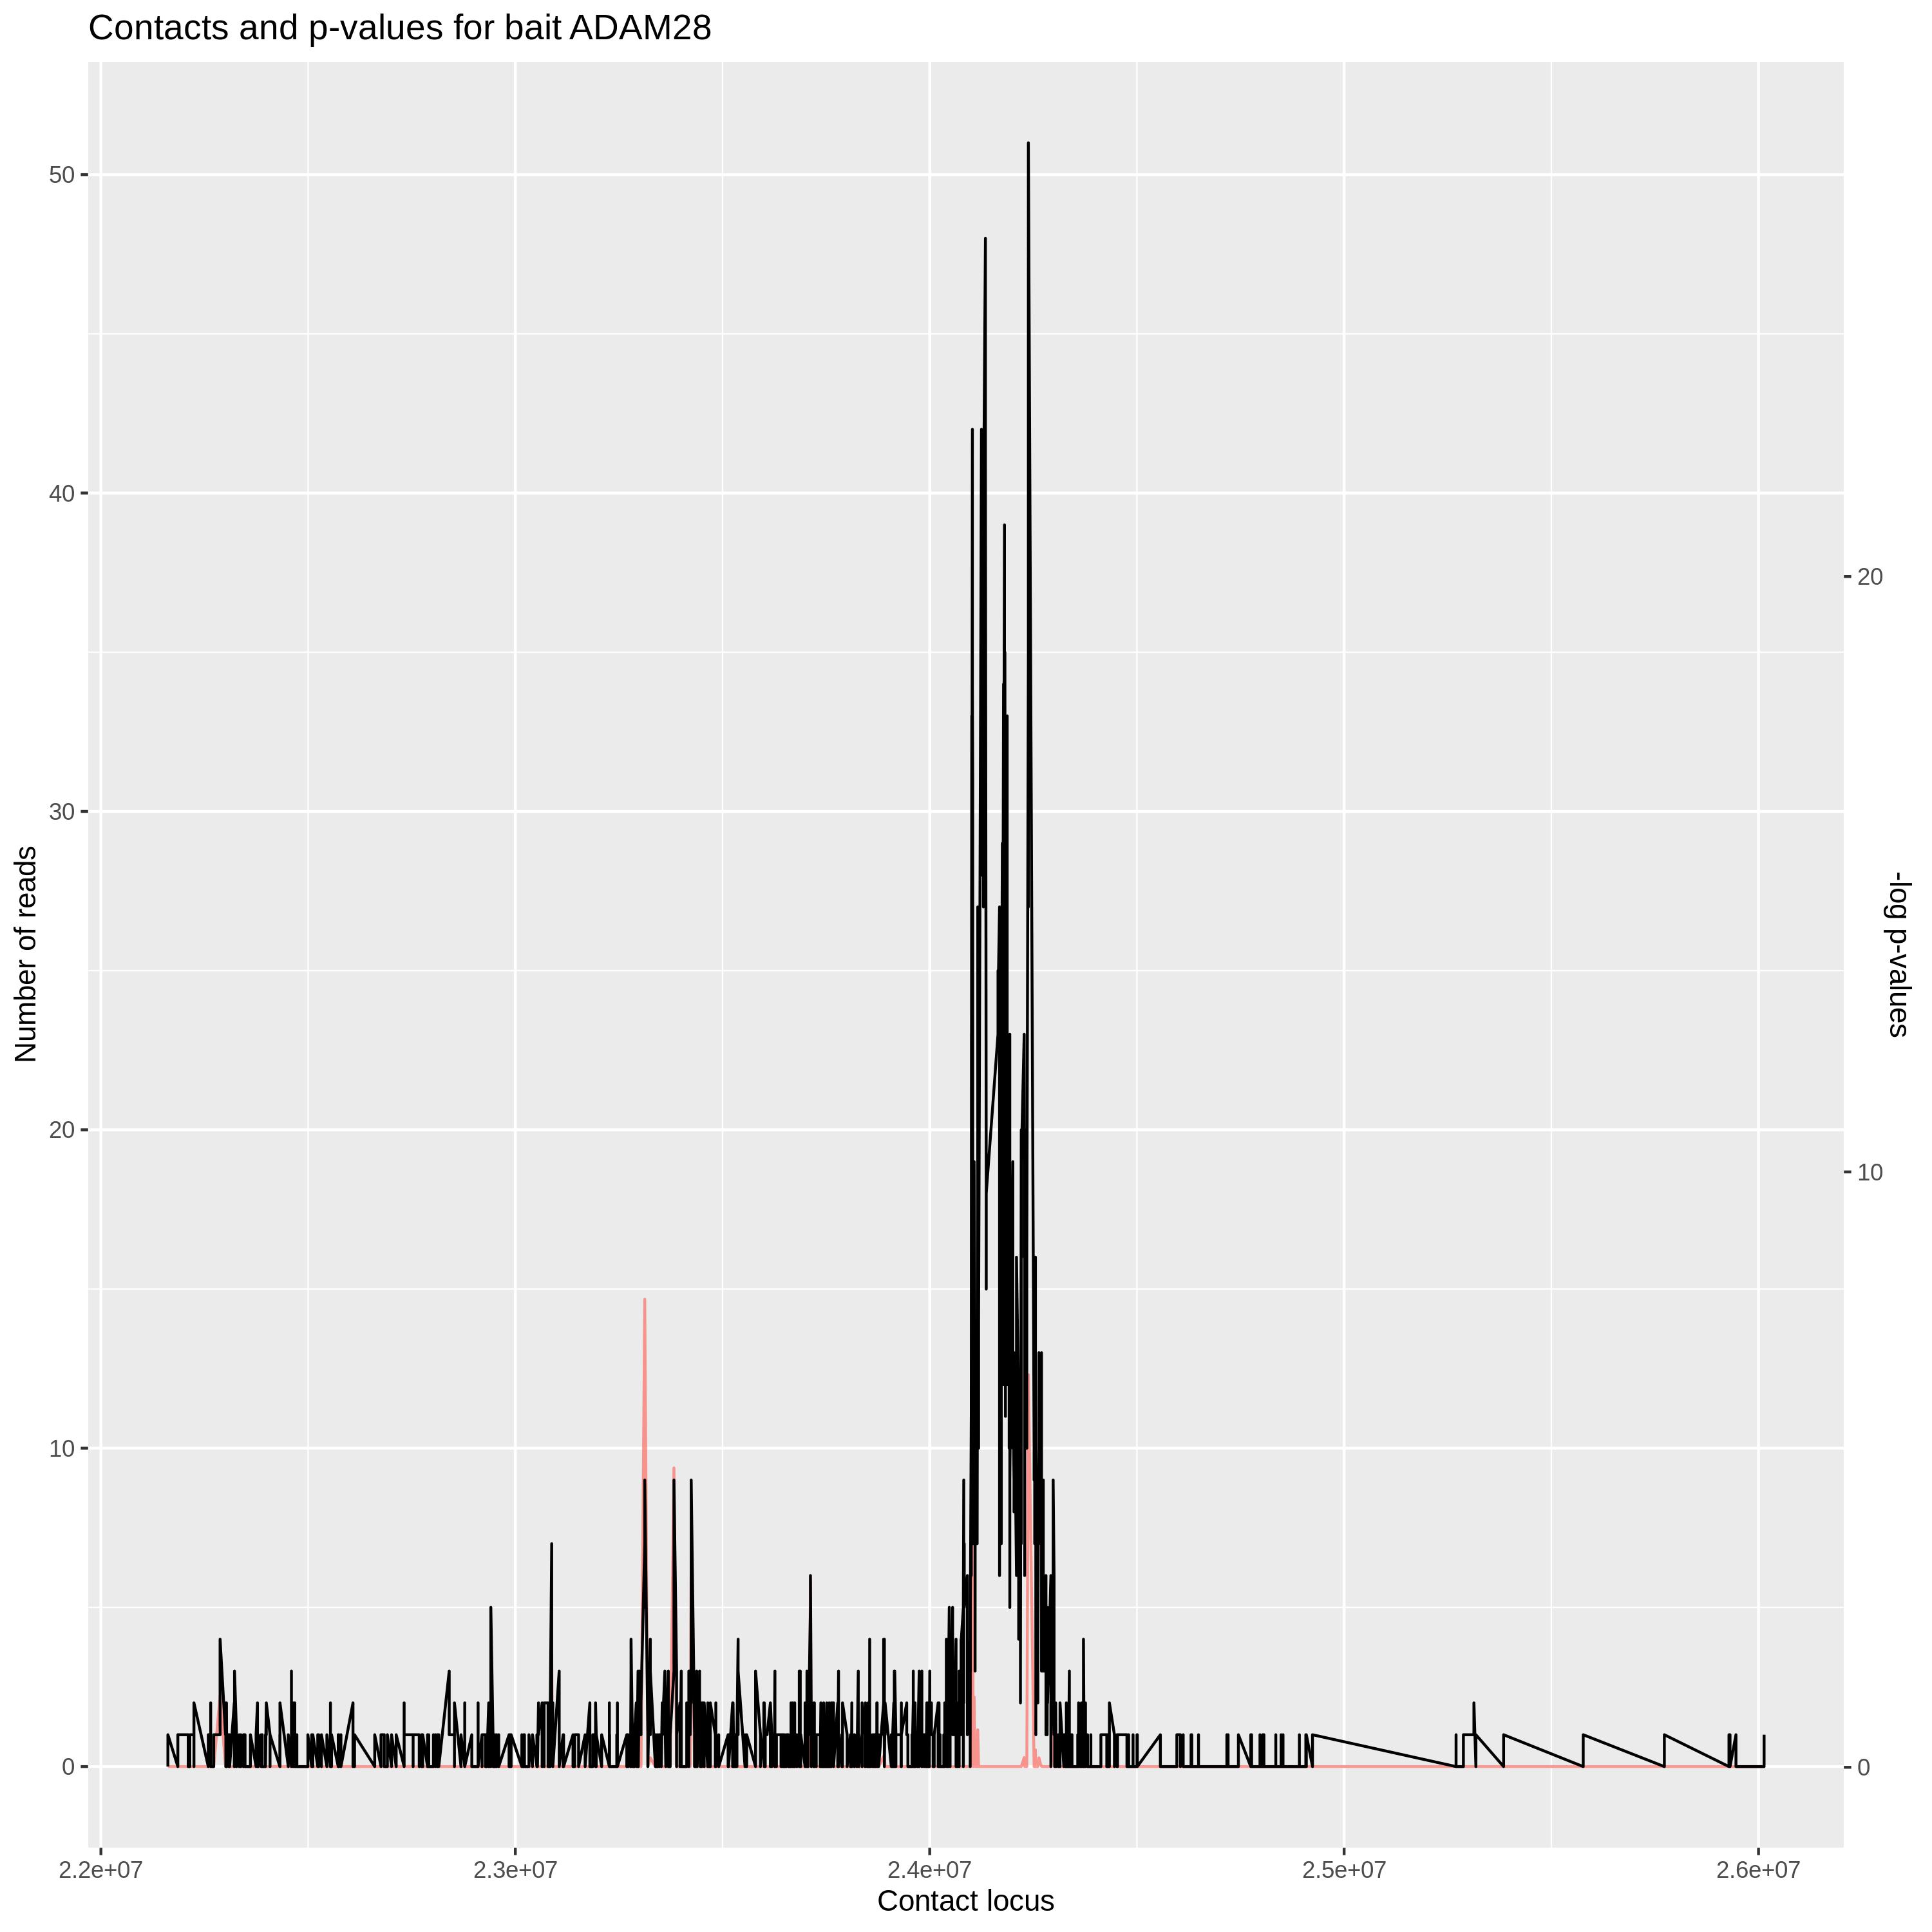 Contacts and p-values for bait ADAM28
50
40
30
20
10
0
Number of reads
20
10
0
-log p-values
2.2e+07 2.3e+07 2.4e+07 2.5e+07 2.6e+07
Contact locus